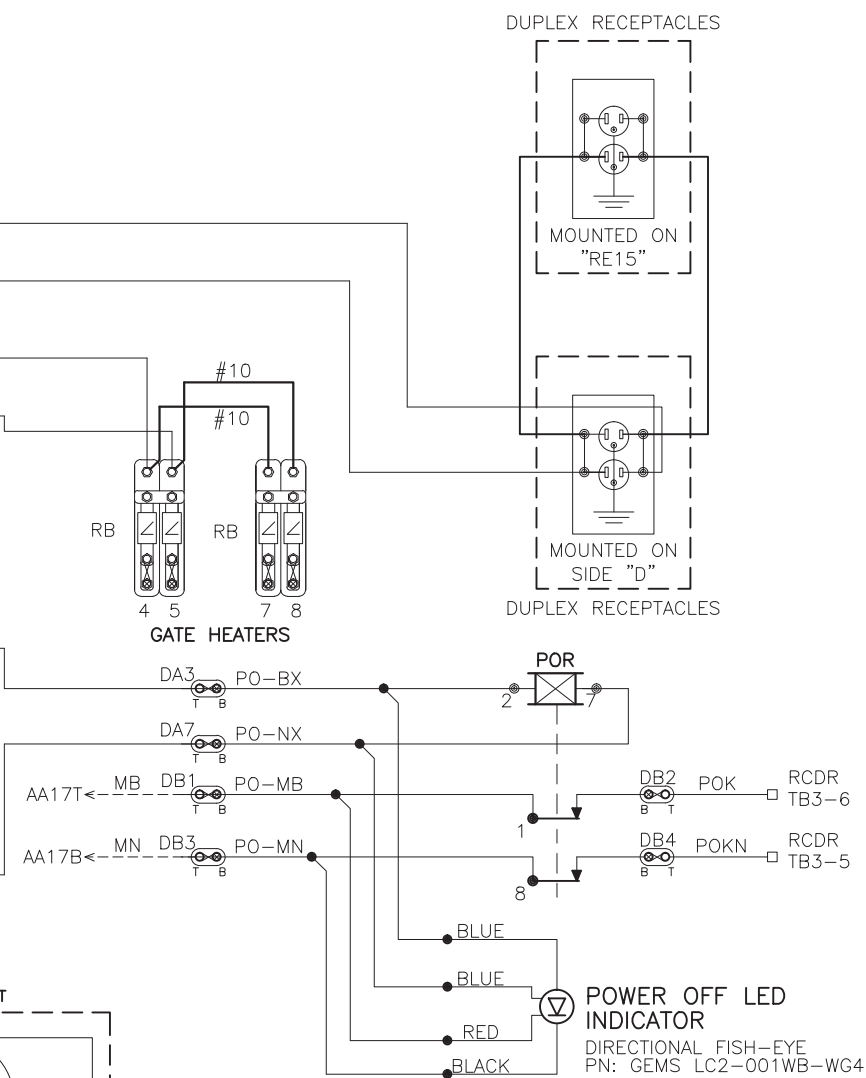 DUPLEX RECEPTACLES
MOUNTED ON
"RE15"
#10
#10
RB
RB
4 5
7 8
GATE HEATERS
MOUNTED ON
SIDE "D"
DUPLEX RECEPTACLES
POR
DA3
PO-BX
T B
2
7
DA7
PO-NX
T B
AA17T
MB
DB1
PO-MB
T B
1
DB2
POK
B T
RCDR
TB3-6
AA17B
MN
DB3
PO-MN
T B
8
DB4
POKN
B T
RCDR
TB3-5
BLUE
BLUE
RED
BLACK
T
POWER OFF LED
INDICATOR
DIRECTIONAL FISH-EYE
PN: GEMS LC2-001WB-WG4